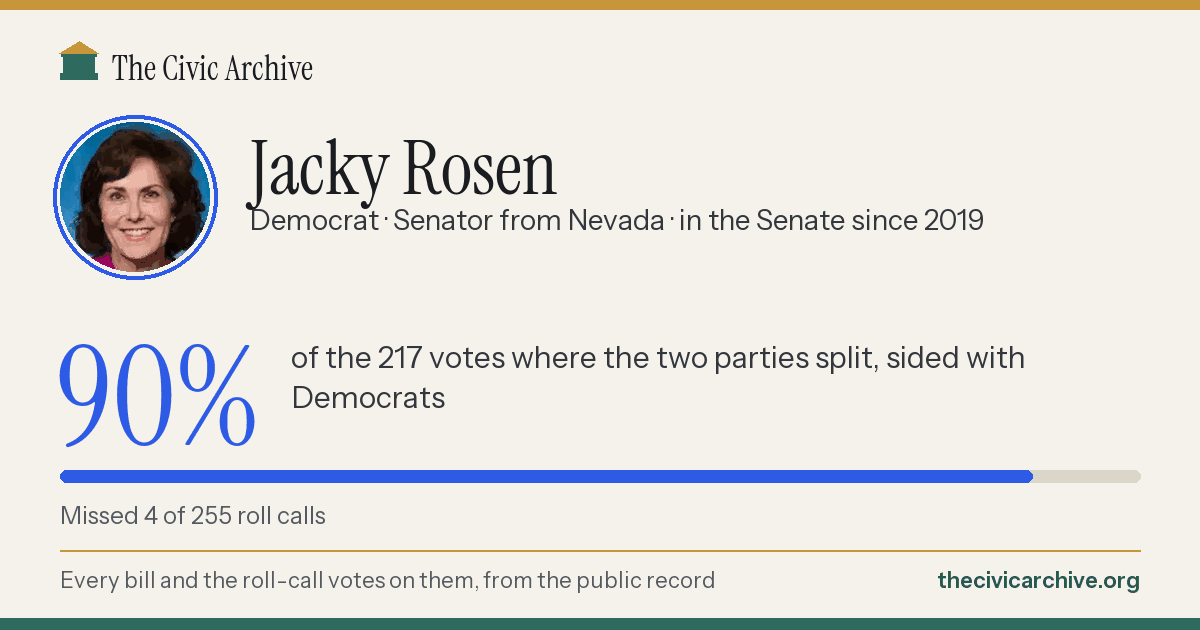 The Civic Archive
Jacky Rosen
Democrat · Senator from Nevada · in the Senate since 2019
90%
of the 217 votes where the two parties split, sided with
Democrats
Missed 4 of 255 roll calls
Every bill and the roll-call votes on them, from the public record
thecivicarchive.org